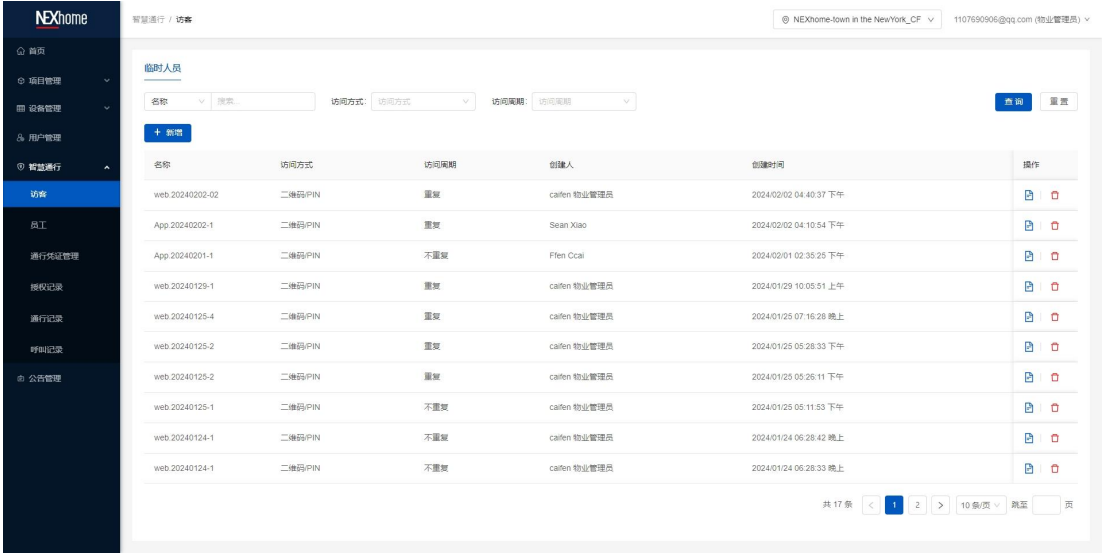 NEXhome
智慧通行 / 访客
NEXhome-town in the NewYork_CF
1107690906@qq.com (物业管理员)
首页
项目管理
设备管理
用户管理
智慧通行
访客
员工
通行凭证管理
授权记录
通行记录
呼叫记录
公告管理
临时人员
名称 搜索... 访问方式: 访问方式 访问周期: 访问周期 查询 重置
+ 新增
名称 访问方式 访问周期 创建人 创建时间 操作
web.20240202-02 二维码/PIN 重复 caifen 物业管理员 2024/02/02 04:40:37 下午
App.20240202-1 二维码/PIN 重复 Sean Xiao 2024/02/02 04:10:54 下午
App.20240201-1 二维码/PIN 不重复 Ffen Ccai 2024/02/01 02:35:25 下午
web.20240129-1 二维码/PIN 重复 caifen 物业管理员 2024/01/29 10:05:51 上午
web.20240125-4 二维码/PIN 重复 caifen 物业管理员 2024/01/25 07:16:28 晚上
web.20240125-2 二维码/PIN 重复 caifen 物业管理员 2024/01/25 05:28:33 下午
web.20240125-2 二维码/PIN 重复 caifen 物业管理员 2024/01/25 05:26:11 下午
web.20240125-1 二维码/PIN 不重复 caifen 物业管理员 2024/01/25 05:11:53 下午
web.20240124-1 二维码/PIN 不重复 caifen 物业管理员 2024/01/24 06:28:42 晚上
web.20240124-1 二维码/PIN 不重复 caifen 物业管理员 2024/01/24 06:28:33 晚上
共 17 条 < 1 2 > 10 条/页 跳至 页